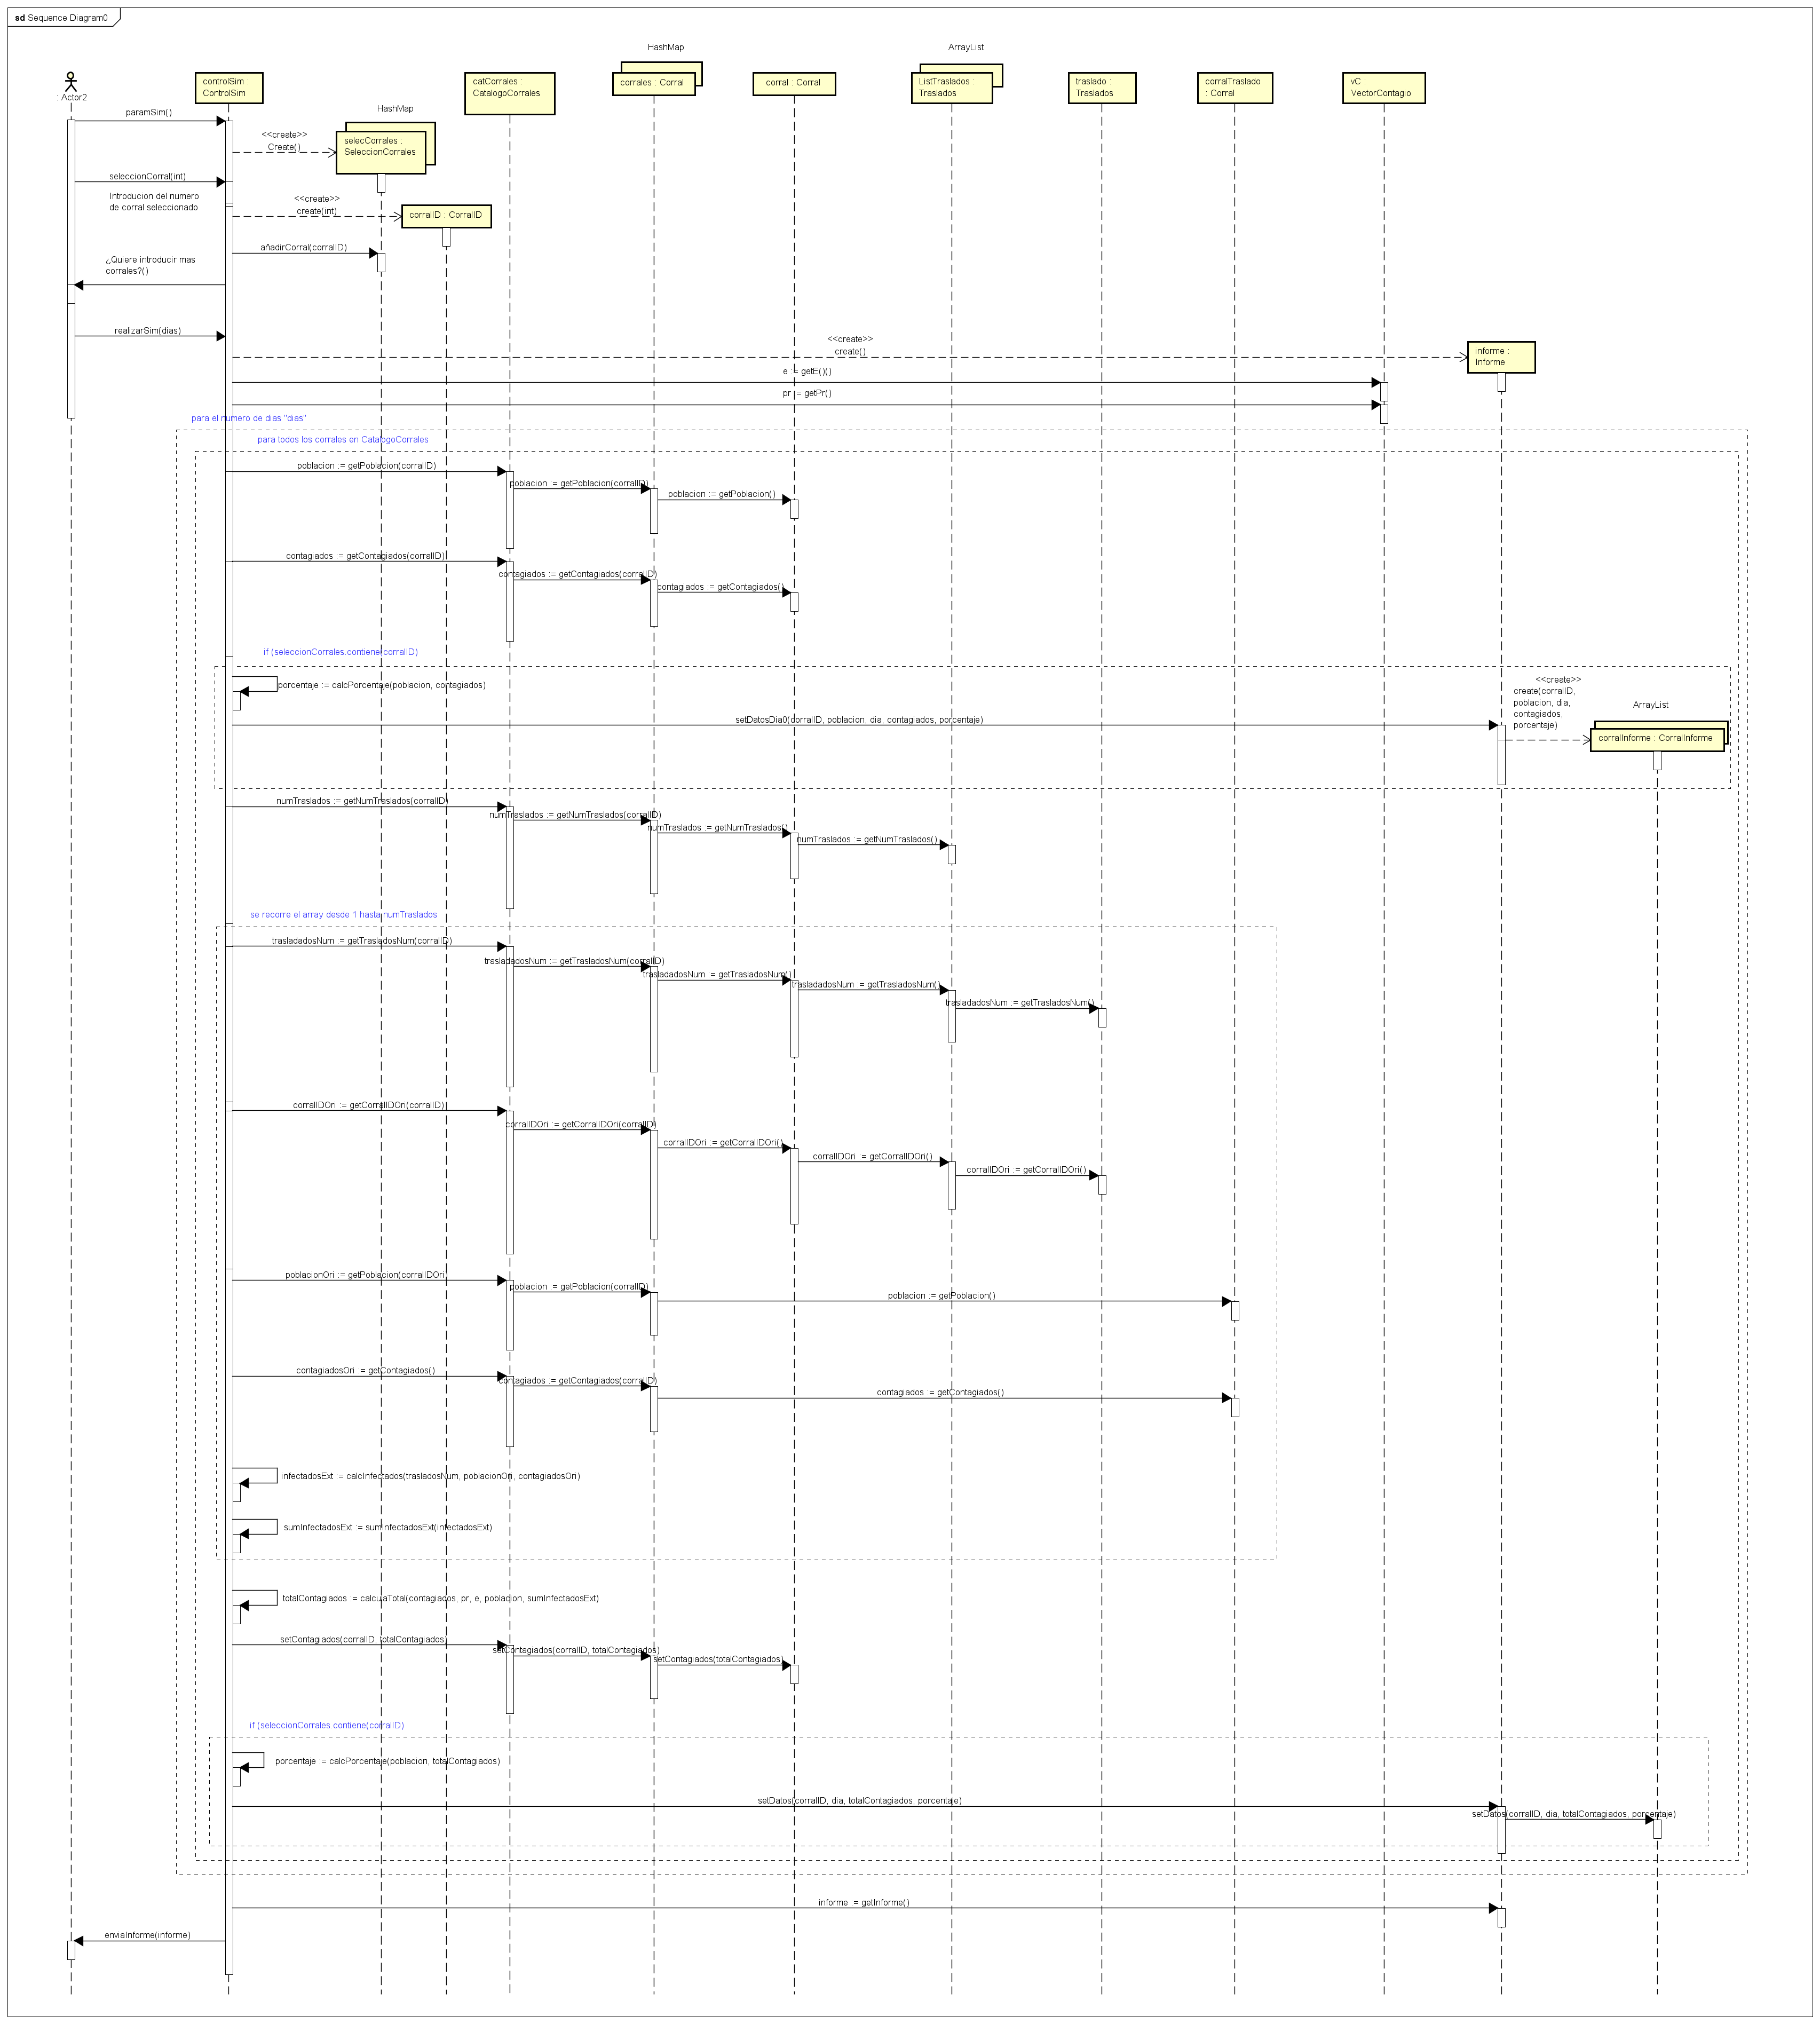 sd Sequence Diagram0
HashMap
ArrayList
: Actor2
controlSim :
ControlSim
catCorrales :
CatalogoCorrales
corrales : Corral
corral : Corral
ListTraslados :
Traslados
traslado :
Traslados
corralTraslado
: Corral
vC :
VectorContagio
HashMap
paramSim()
<<create>>
Create()
selecCorrales :
SeleccionCorrales
seleccionCorral(int)
Introducion del numero
de corral seleccionado
<<create>>
create(int)
corralID : CorralID
añadirCorral(corralID)
¿Quiere introducir mas
corrales?()
realizarSim(dias)
<<create>>
create()
informe :
Informe
e := getE()()
pr := getPr()
para el numero de dias "dias"
para todos los corrales en CatalogoCorrales
poblacion := getPoblacion(corralID)
poblacion := getPoblacion(corralID)
poblacion := getPoblacion()
contagiados := getContagiados(corralID)
contagiados := getContagiados(corralID)
contagiados := getContagiados()
if (seleccionCorrales.contiene(corralID)
porcentaje := calcPorcentaje(poblacion, contagiados)
setDatosDia0(corralID, poblacion, dia, contagiados, porcentaje)
<<create>>
create(corralID,
poblacion, dia,
contagiados,
porcentaje)
ArrayList
corralInforme : CorralInforme
numTraslados := getNumTraslados(corralID)
numTraslados := getNumTraslados(corralID)
numTraslados := getNumTraslados()
numTraslados := getNumTraslados()
se recorre el array desde 1 hasta numTraslados
trasladadosNum := getTrasladosNum(corralID)
trasladadosNum := getTrasladosNum(corralID)
trasladadosNum := getTrasladosNum()
trasladadosNum := getTrasladosNum()
trasladadosNum := getTrasladosNum()
corralIDOri := getCorralIDOri(corralID)
corralIDOri := getCorralIDOri(corralID)
corralIDOri := getCorralIDOri()
corralIDOri := getCorralIDOri()
corralIDOri := getCorralIDOri()
poblacionOri := getPoblacion(corralIDOri)
poblacion := getPoblacion(corralID)
poblacion := getPoblacion()
contagiadosOri := getContagiados()
contagiados := getContagiados(corralID)
contagiados := getContagiados()
infectadosExt := calcInfectados(trasladosNum, poblacionOri, contagiadosOri)
sumInfectadosExt := sumInfectadosExt(infectadosExt)
totalContagiados := calculaTotal(contagiados, pr, e, poblacion, sumInfectadosExt)
setContagiados(corralID, totalContagiados)
setContagiados(corralID, totalContagiados)
setContagiados(totalContagiados)
if (seleccionCorrales.contiene(corralID)
porcentaje := calcPorcentaje(poblacion, totalContagiados)
setDatos(corralID, dia, totalContagiados, porcentaje)
setDatos(corralID, dia, totalContagiados, porcentaje)
informe := getInforme()
enviaInforme(informe)